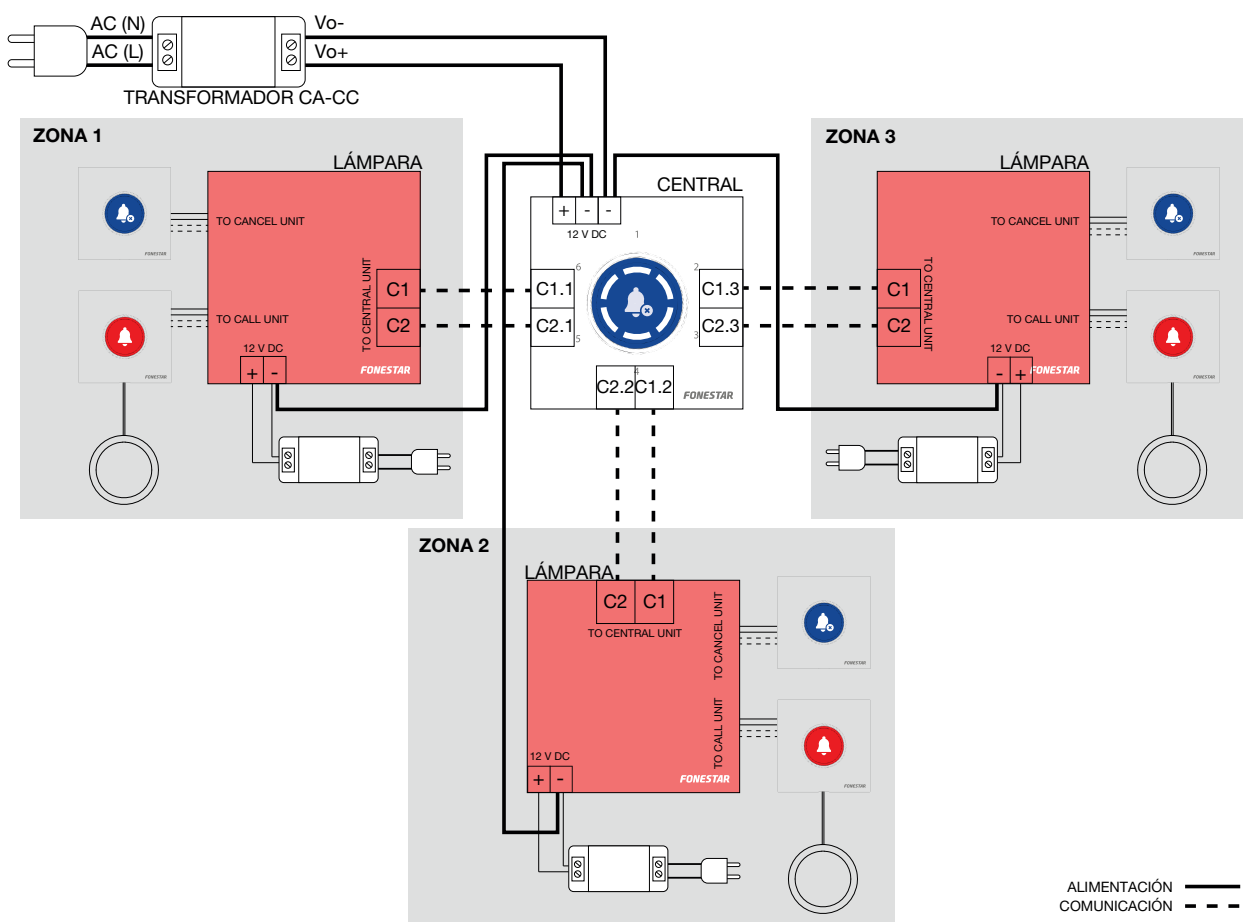 AC (N)
Vo-
AC (L)
Vo+
TRANSFORMADOR CA-CC
ZONA 1
LÁMPARA
TO CANCEL UNIT
FONESTAR
TO CALL UNIT
FONESTAR
TO CENTRAL UNIT
C1
C2
12 V DC
+ -
FONESTAR
CENTRAL
+ - -
12 V DC
1
6
2
C1.1
C1.3
C2.1
C2.3
5
3
4
C2.2
C1.2
FONESTAR
ZONA 3
LÁMPARA
TO CANCEL UNIT
FONESTAR
C1
C2
TO CENTRAL UNIT
TO CALL UNIT
12 V DC
- +
FONESTAR
FONESTAR
ZONA 2
LÁMPARA
C2 C1
TO CENTRAL UNIT
TO CANCEL UNIT
FONESTAR
TO CALL UNIT
12 V DC
+ -
FONESTAR
FONESTAR
ALIMENTACIÓN
COMUNICACIÓN